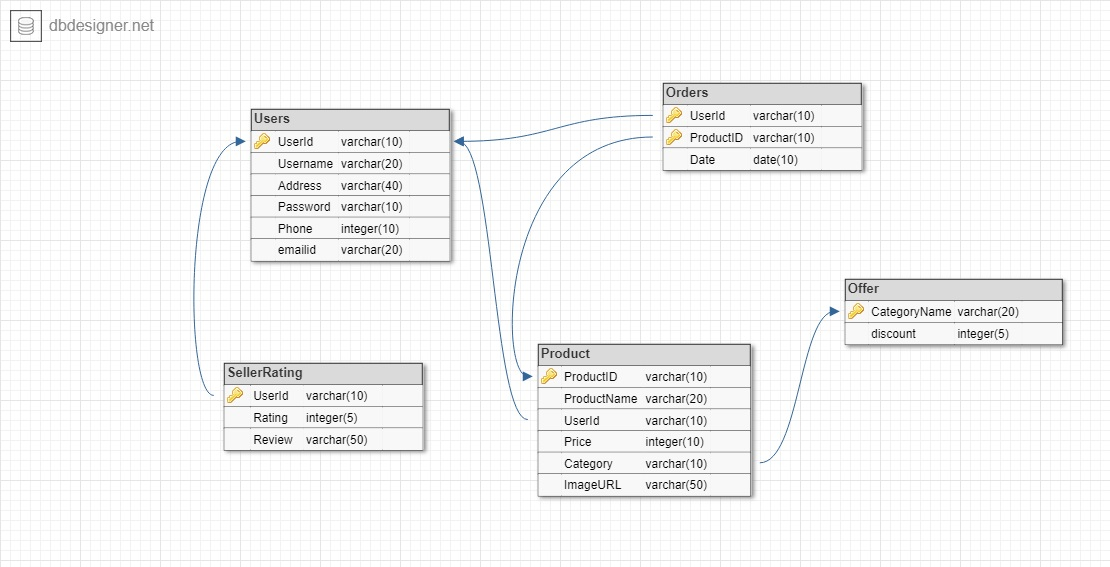 dbdesigner.net
Users
UserId varchar(10)
Username varchar(20)
Address varchar(40)
Password varchar(10)
Phone integer(10)
emailid varchar(20)
Orders
UserId varchar(10)
ProductID varchar(10)
Date date(10)
Offer
CategoryName varchar(20)
discount integer(5)
Product
ProductID varchar(10)
ProductName varchar(20)
UserId varchar(10)
Price integer(10)
Category varchar(10)
ImageURL varchar(50)
SellerRating
UserId varchar(10)
Rating integer(5)
Review varchar(50)